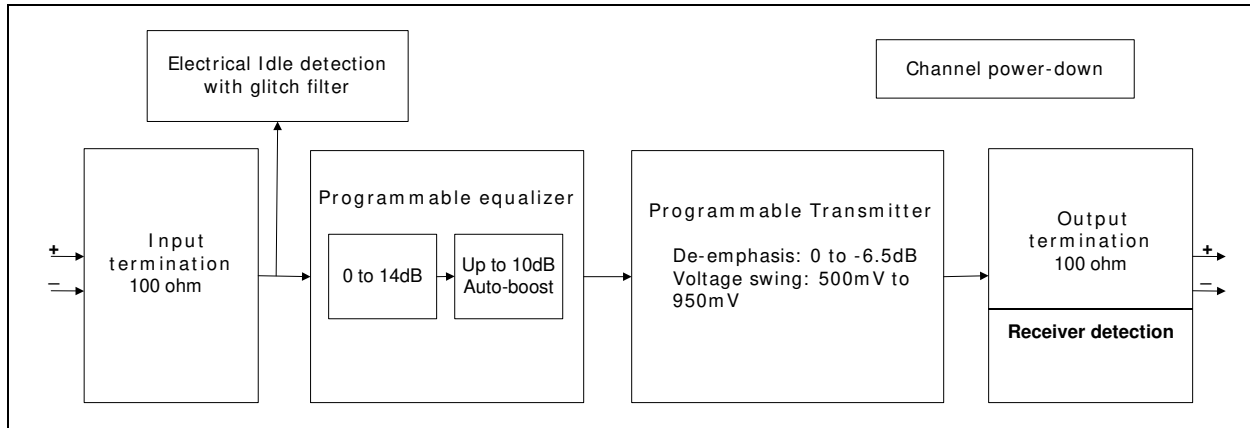 Electrical Idle detection
with glitch filter
Channel power-down
+
–
Input
termination
100 ohm
Programmable equalizer
0 to 14dB
Up to 10dB
Auto-boost
Programmable Transmitter
De-emphasis: 0 to -6.5dB
Voltage swing: 500mV to
950mV
Output
termination
100 ohm
Receiver detection
+
–